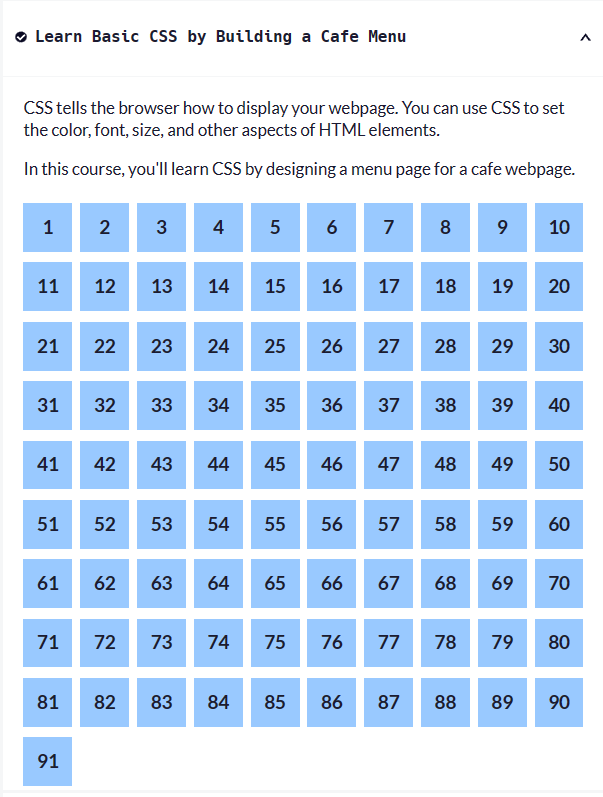 Learn Basic CSS by Building a Cafe Menu
CSS tells the browser how to display your webpage. You can use CSS to set
the color, font, size, and other aspects of HTML elements.
In this course, you'll learn CSS by designing a menu page for a cafe webpage.
1 2 3 4 5 6 7 8 9 10
11 12 13 14 15 16 17 18 19 20
21 22 23 24 25 26 27 28 29 30
31 32 33 34 35 36 37 38 39 40
41 42 43 44 45 46 47 48 49 50
51 52 53 54 55 56 57 58 59 60
61 62 63 64 65 66 67 68 69 70
71 72 73 74 75 76 77 78 79 80
81 82 83 84 85 86 87 88 89 90
91